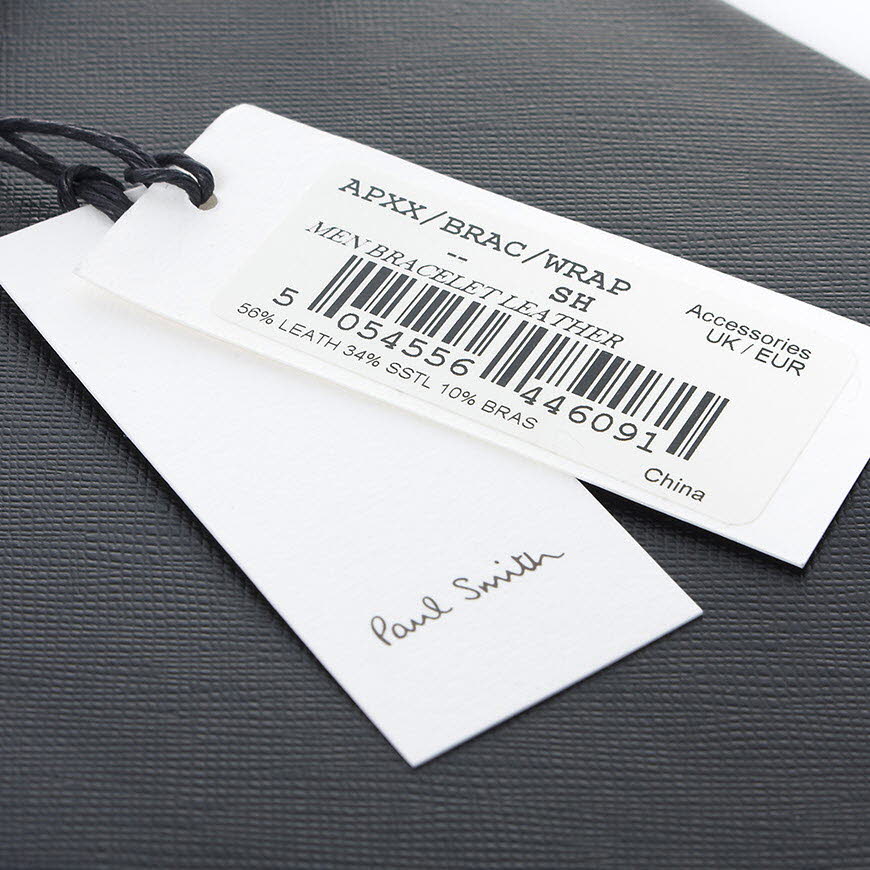 APXX/BRAC/WRAP
-- SH
MEN BRACELET LEATHER
Accessories
UK / EUR
5 054556 446091
56% LEATH 34% SSTL 10% BRAS
China
Paul Smith